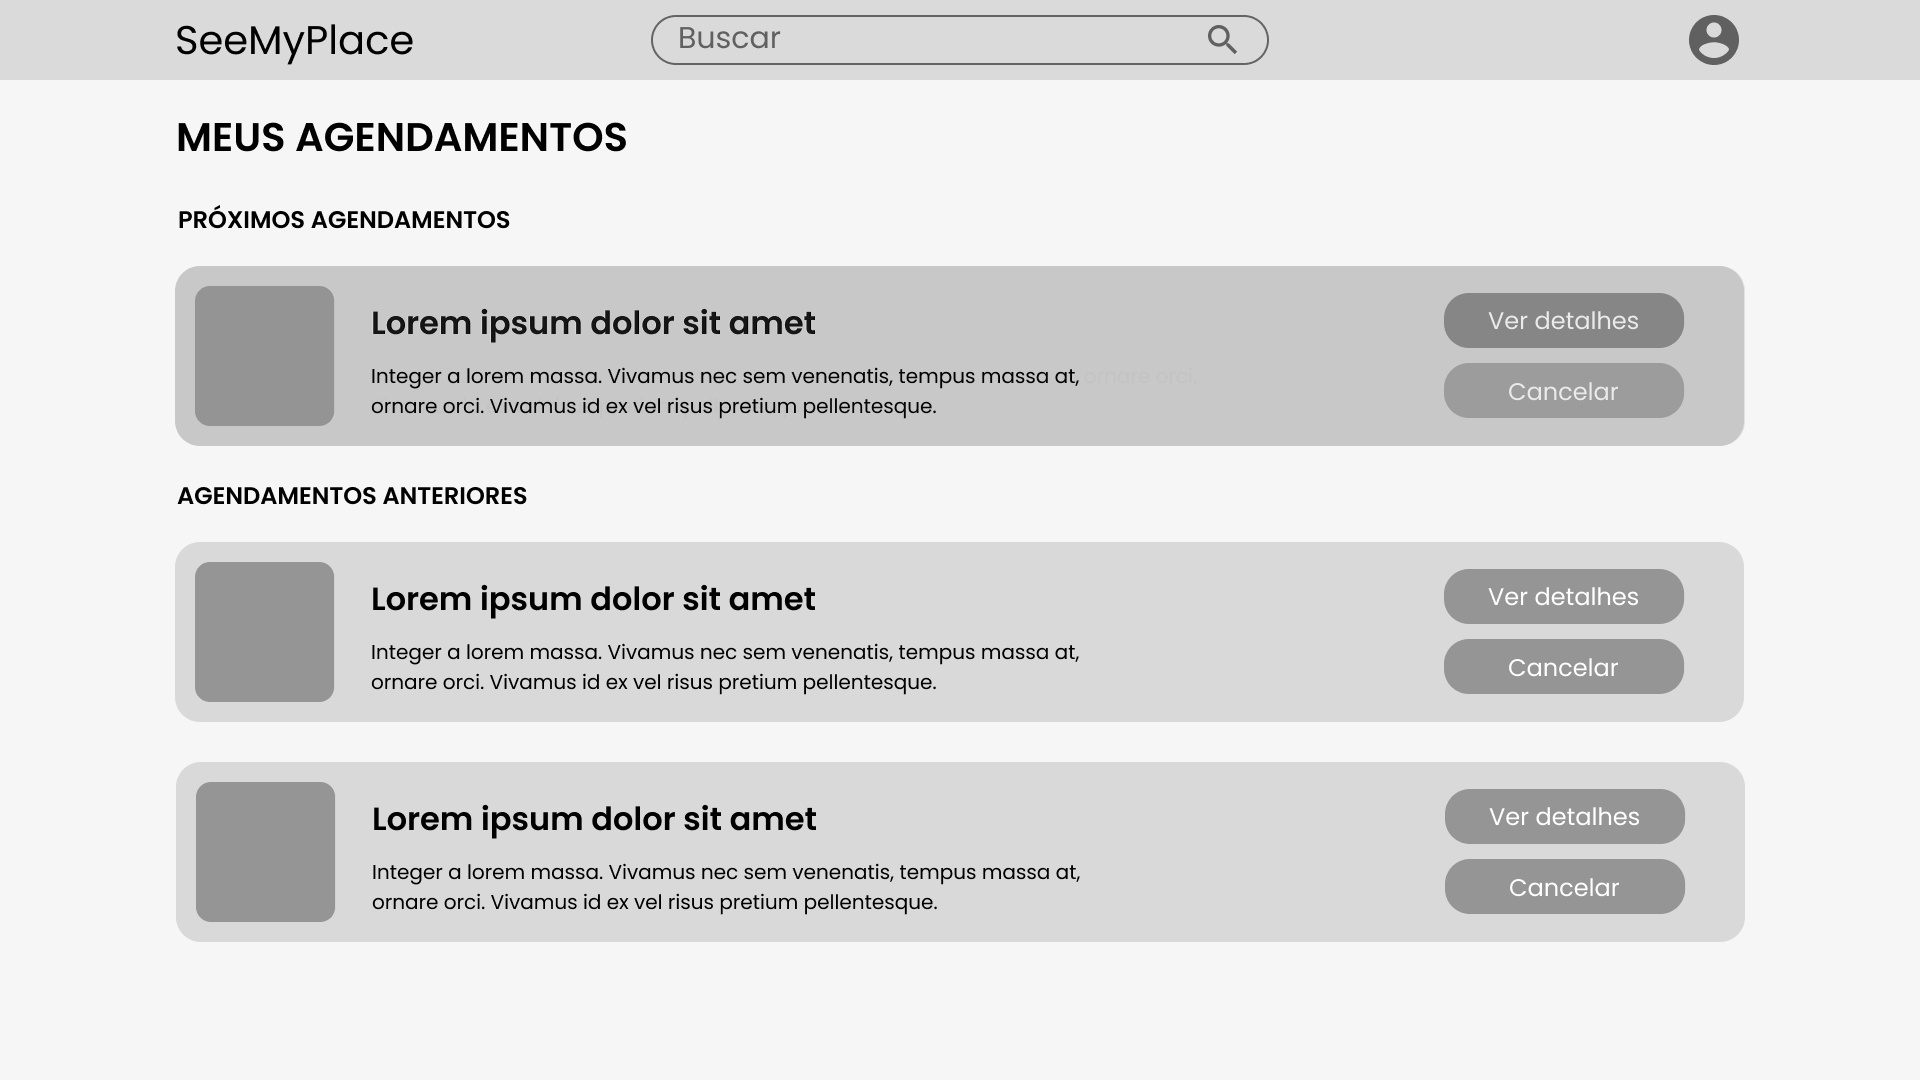 SeeMyPlace
Buscar
MEUS AGENDAMENTOS
PRÓXIMOS AGENDAMENTOS
Lorem ipsum dolor sit amet
Integer a lorem massa. Vivamus nec sem venenatis, tempus massa at, ornare orci.
ornare orci. Vivamus id ex vel risus pretium pellentesque.
Ver detalhes
Cancelar
AGENDAMENTOS ANTERIORES
Lorem ipsum dolor sit amet
Integer a lorem massa. Vivamus nec sem venenatis, tempus massa at,
ornare orci. Vivamus id ex vel risus pretium pellentesque.
Ver detalhes
Cancelar
Lorem ipsum dolor sit amet
Integer a lorem massa. Vivamus nec sem venenatis, tempus massa at,
ornare orci. Vivamus id ex vel risus pretium pellentesque.
Ver detalhes
Cancelar